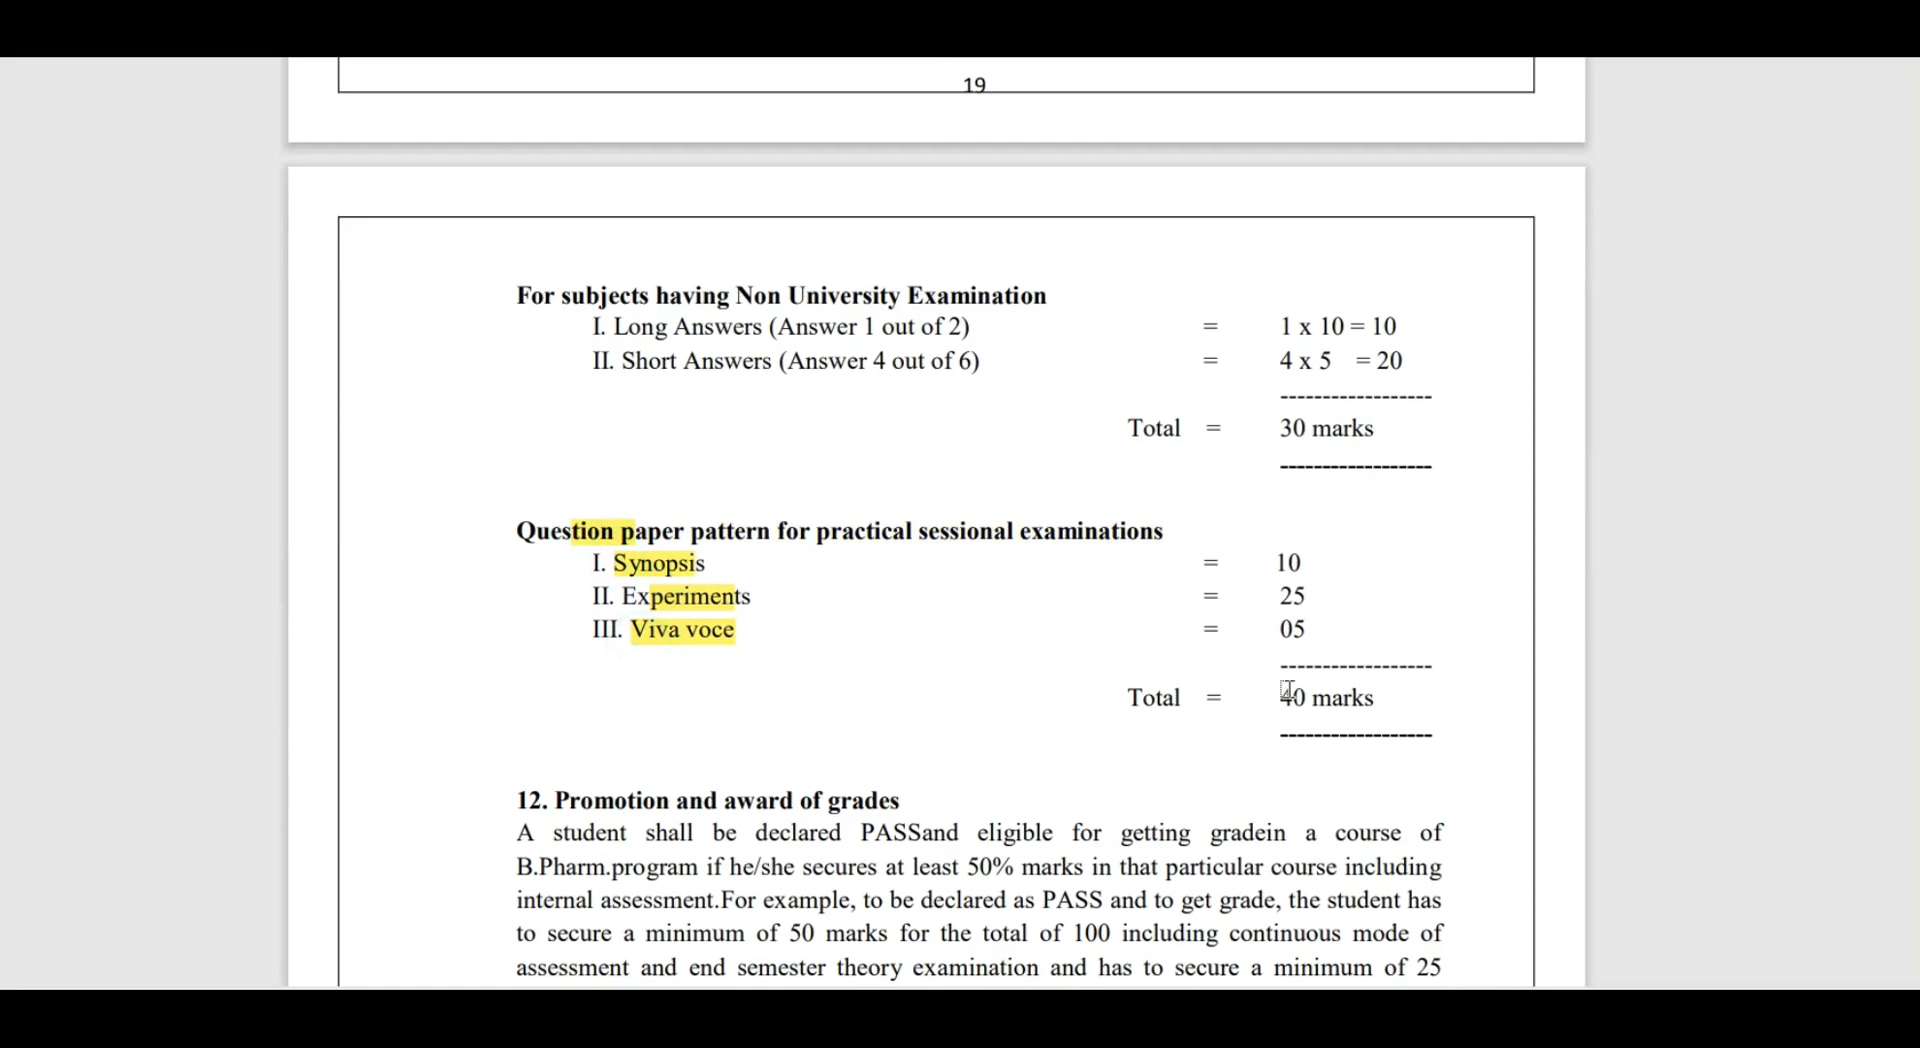 19
For subjects having Non University Examination
I. Long Answers (Answer 1 out of 2) = 1 x 10 = 10
II. Short Answers (Answer 4 out of 6) = 4 x 5 = 20
------------------
Total = 30 marks
------------------
Question paper pattern for practical sessional examinations
I. Synopsis = 10
II. Experiments = 25
III. Viva voce = 05
------------------
Total = 40 marks
------------------
12. Promotion and award of grades
A student shall be declared PASSand eligible for getting gradein a course of
B.Pharm.program if he/she secures at least 50% marks in that particular course including
internal assessment.For example, to be declared as PASS and to get grade, the student has
to secure a minimum of 50 marks for the total of 100 including continuous mode of
assessment and end semester theory examination and has to secure a minimum of 25